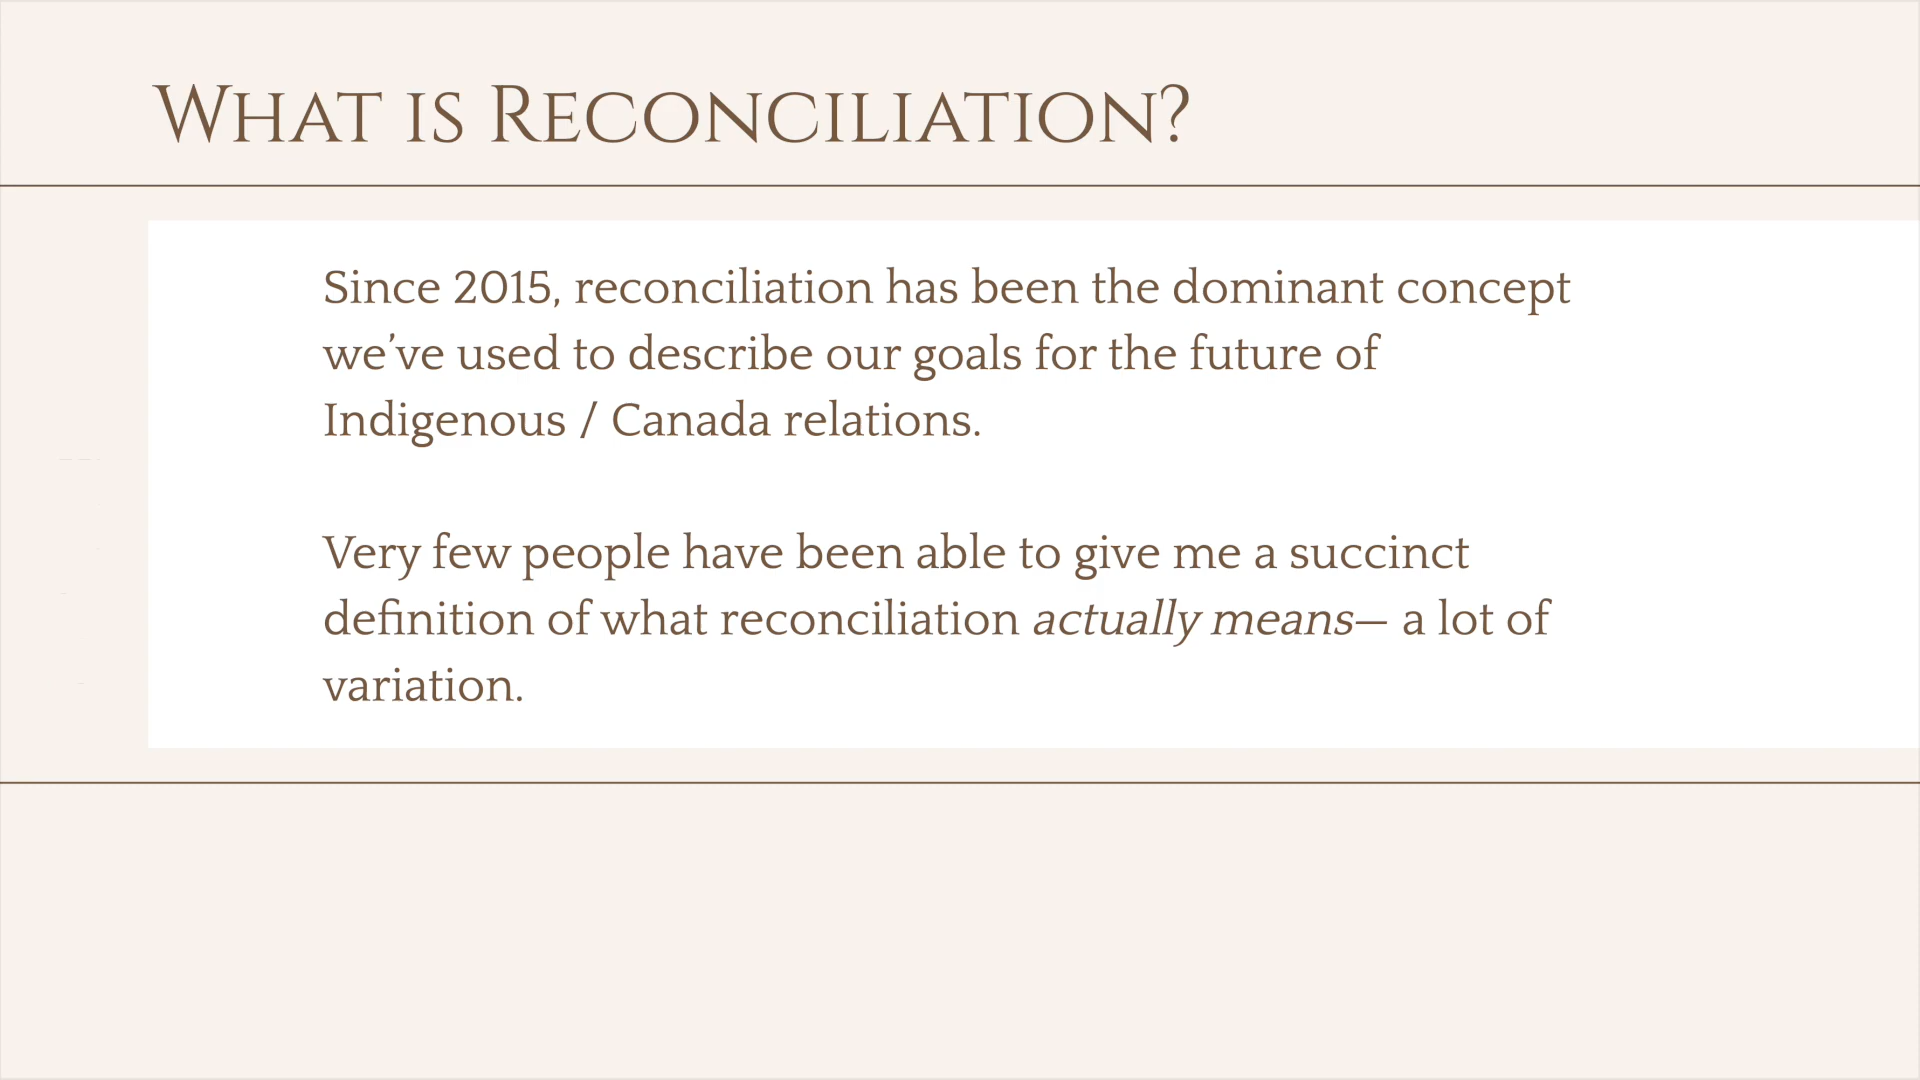 What is Reconciliation?
Since 2015, reconciliation has been the dominant concept
we’ve used to describe our goals for the future of
Indigenous / Canada relations.
Very few people have been able to give me a succinct
definition of what reconciliation actually means— a lot of
variation.